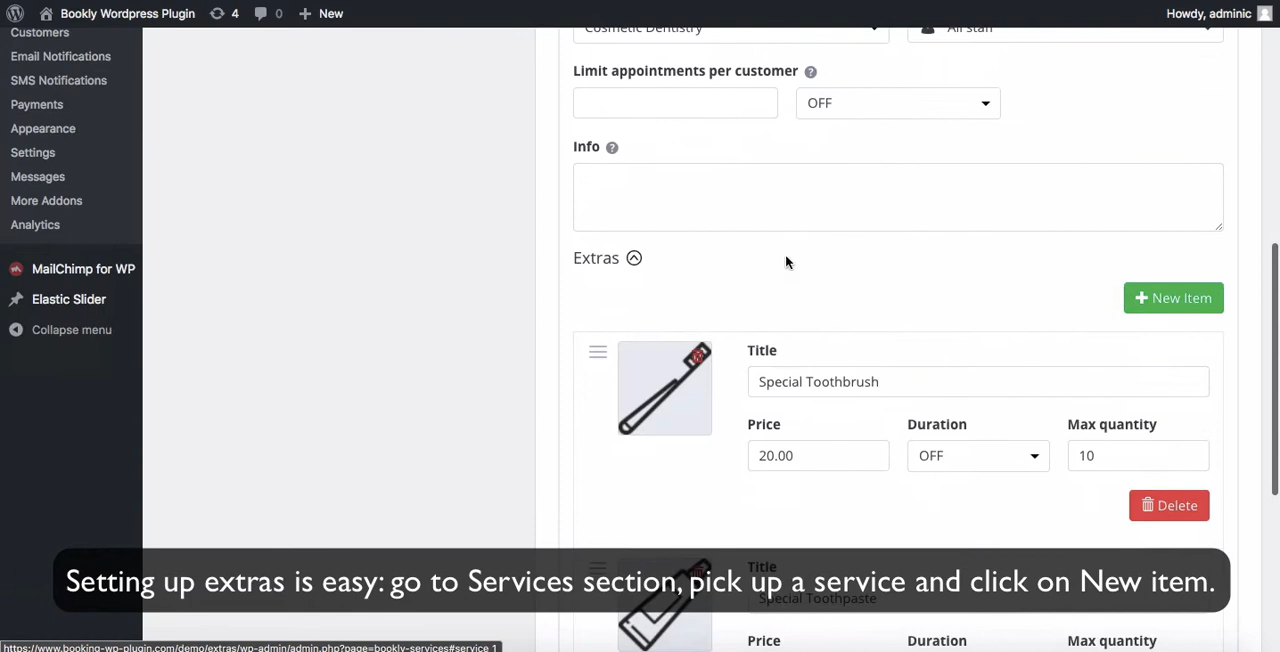 Bookly Wordpress Plugin 4 0 New Howdy, adminic
Customers
Email Notifications
SMS Notifications
Payments
Appearance
Settings
Messages
More Addons
Analytics
MailChimp for WP
Elastic Slider
Collapse menu
Cosmetic Dentistry All staff
Limit appointments per customer
OFF
Info
Extras
New Item
Title
Special Toothbrush
Price Duration Max quantity
20.00 OFF 10
Delete
Title
Special Toothpaste
Price Duration Max quantity
Setting up extras is easy: go to Services section, pick up a service and click on New item.
https://www.booking-wp-plugin.com/demo/extras/wp-admin/admin.php?page=bookly-services#service_1